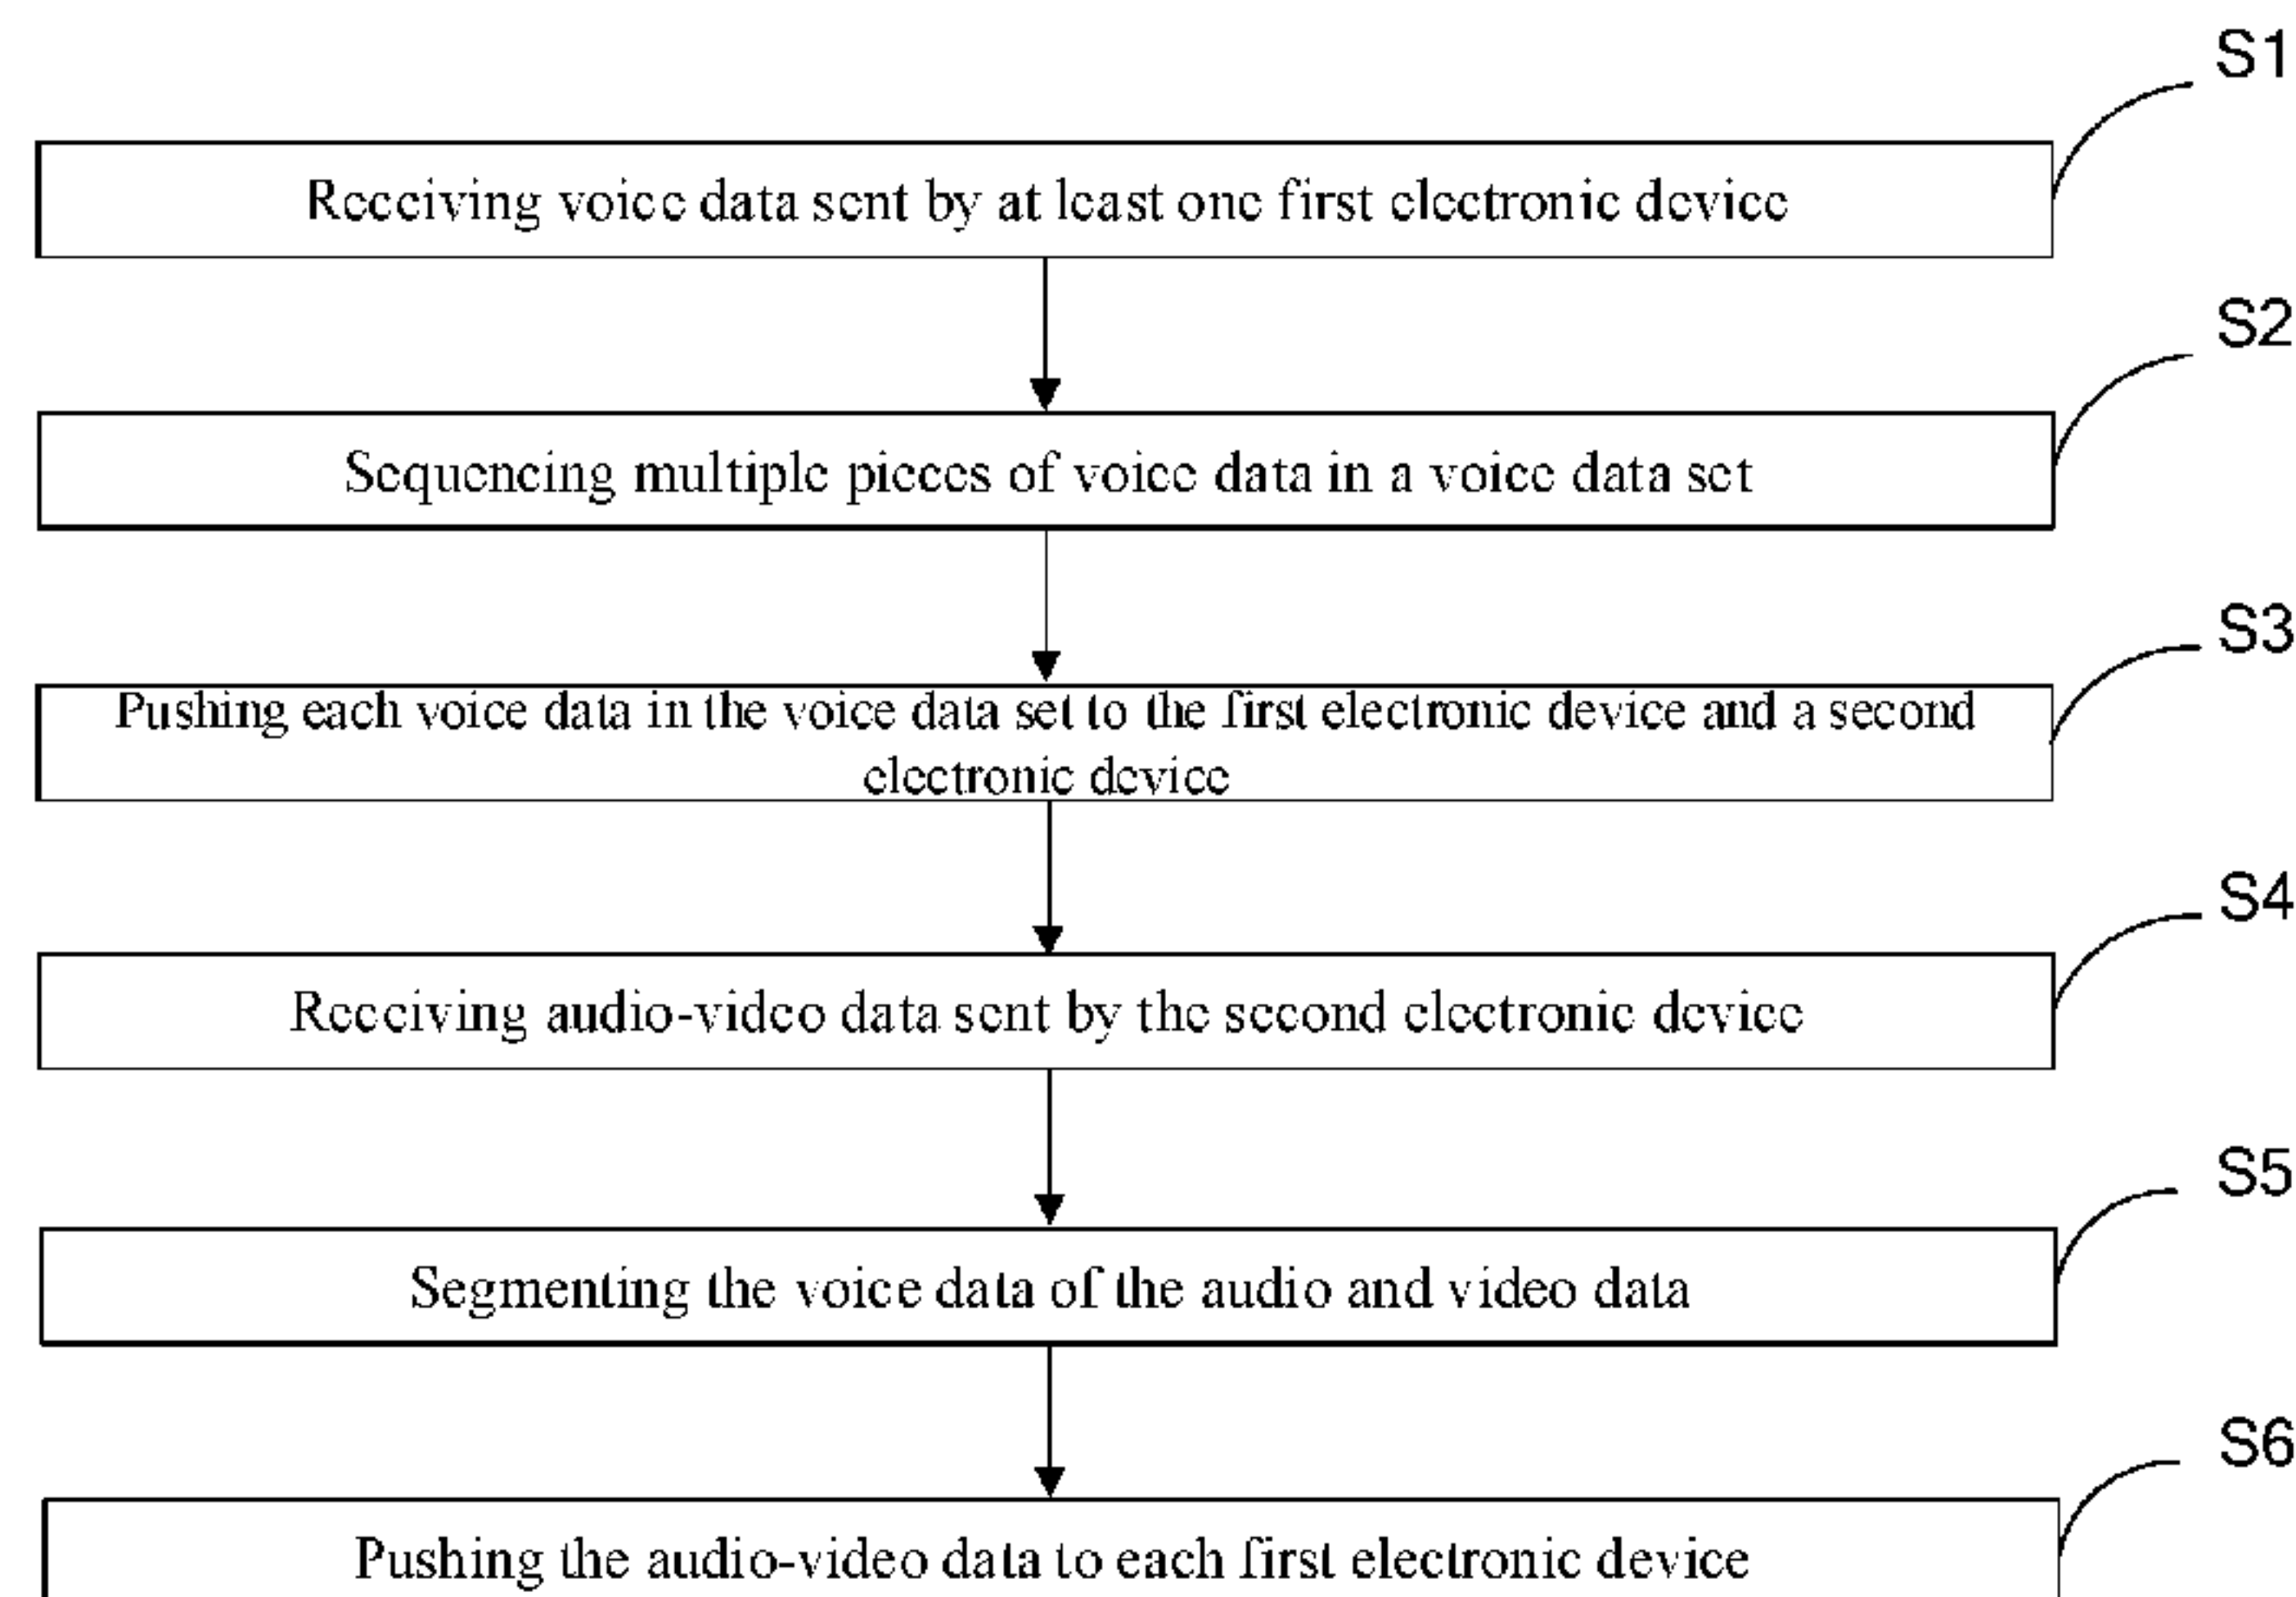 S1
Receiving voice data sent by at least one first electronic device
S2
Sequencing multiple pieces of voice data in a voice data set
S3
Pushing each voice data in the voice data set to the first electronic device and a second
electronic device
S4
Receiving audio-video data sent by the second electronic device
S5
Segmenting the voice data of the audio and video data
S6
Pushing the audio-video data to each first electronic device